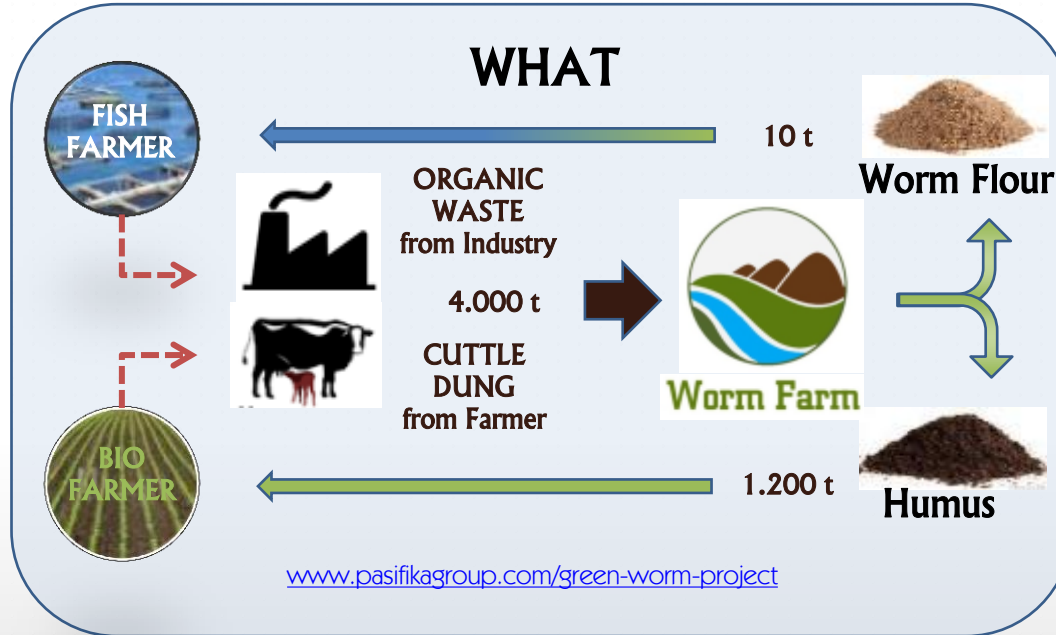 WHAT
FISH
FARMER
10 t
Worm Flour
ORGANIC
WASTE
from Industry
4.000 t
CUTTLE
DUNG
from Farmer
Worm Farm
BIO
FARMER
1.200 t
Humus
www.pasifikagroup.com/green-worm-project